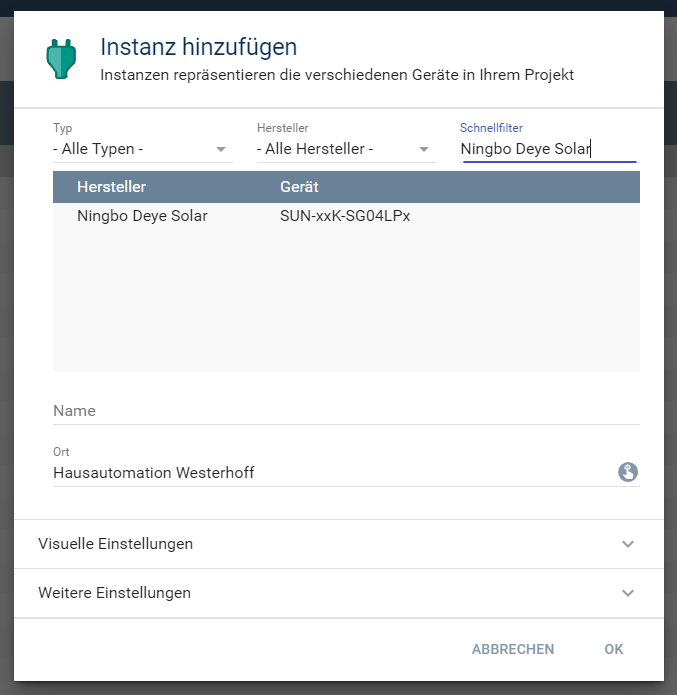 Instanz hinzufügen
Instanzen repräsentieren die verschiedenen Geräte in Ihrem Projekt
Typ Hersteller Schnellfilter
- Alle Typen - - Alle Hersteller - Ningbo Deye Solar
Hersteller Gerät
Ningbo Deye Solar SUN-xxK-SG04LPx
Name
Ort
Hausautomation Westerhoff
Visuelle Einstellungen
Weitere Einstellungen
ABBRECHEN OK